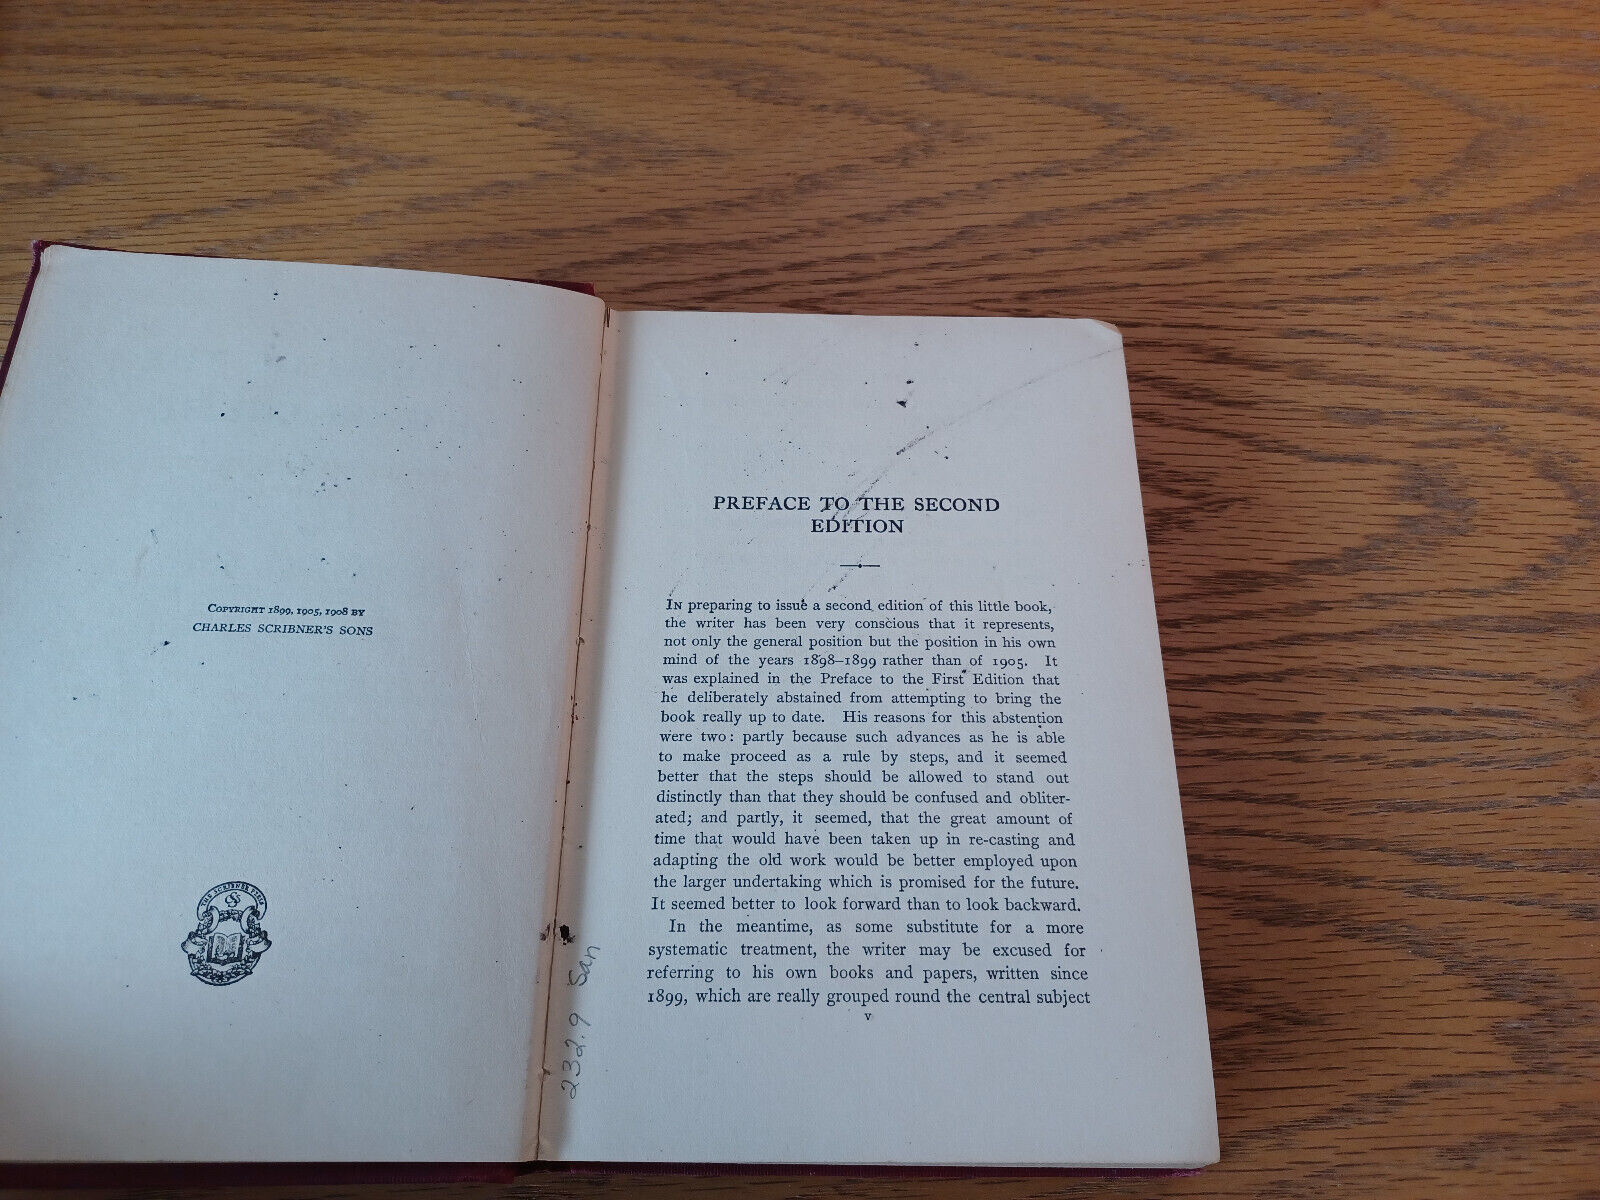 COPYRIGHT 1899, 1905, 1908 BY
CHARLES SCRIBNER'S SONS
THE SCRIBNER PRESS
PREFACE TO THE SECOND
EDITION
IN preparing to issue a second edition of this little book,
the writer has been very conscious that it represents,
not only the general position but the position in his own
mind of the years 1898–1899 rather than of 1905. It
was explained in the Preface to the First Edition that
he deliberately abstained from attempting to bring the
book really up to date. His reasons for this abstention
were two: partly because such advances as he is able
to make proceed as a rule by steps, and it seemed
better that the steps should be allowed to stand out
distinctly than that they should be confused and obliter-
ated; and partly, it seemed, that the great amount of
time that would have been taken up in re-casting and
adapting the old work would be better employed upon
the larger undertaking which is promised for the future.
It seemed better to look forward than to look backward.
In the meantime, as some substitute for a more
systematic treatment, the writer may be excused for
referring to his own books and papers, written since
1899, which are really grouped round the central subject
v
232.9 San